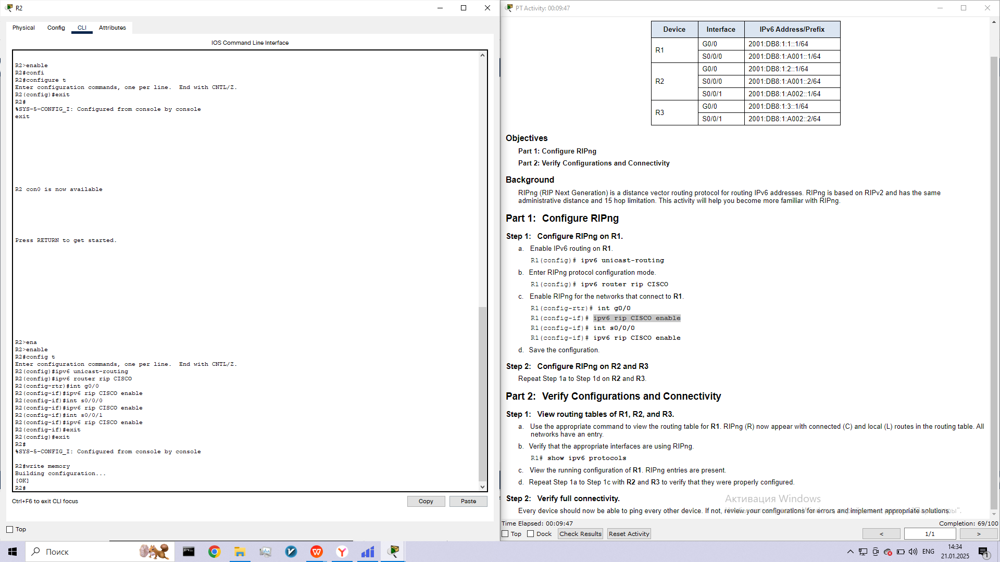 R2
Physical Config CLI Attributes
IOS Command Line Interface
R2>enable
R2#confi
R2#configure t
Enter configuration commands, one per line.  End with CNTL/Z.
R2(config)#exit
R2#
%SYS-5-CONFIG_I: Configured from console by console
exit
R2 con0 is now available
Press RETURN to get started.
R2>ena
R2>enable
R2#config t
Enter configuration commands, one per line.  End with CNTL/Z.
R2(config)#ipv6 unicast-routing
R2(config)#ipv6 router rip CISCO
R2(config-rtr)#int g0/0
R2(config-if)#ipv6 rip CISCO enable
R2(config-if)#int s0/0/0
R2(config-if)#ipv6 rip CISCO enable
R2(config-if)#int s0/0/1
R2(config-if)#ipv6 rip CISCO enable
R2(config-if)#exit
R2(config)#exit
R2#
%SYS-5-CONFIG_I: Configured from console by console
R2#write memory
Building configuration...
[OK]
R2#
Ctrl+F6 to exit CLI focus
Copy Paste
Top
PT Activity: 00:09:47
Device Interface IPv6 Address/Prefix
R1 G0/0 2001:DB8:1:1::1/64
S0/0/0 2001:DB8:1:A001::1/64
R2 G0/0 2001:DB8:1:2::1/64
S0/0/0 2001:DB8:1:A001::2/64
S0/0/1 2001:DB8:1:A002::1/64
R3 G0/0 2001:DB8:1:3::1/64
S0/0/1 2001:DB8:1:A002::2/64
Objectives
Part 1: Configure RIPng
Part 2: Verify Configurations and Connectivity
Background
RIPng (RIP Next Generation) is a distance vector routing protocol for routing IPv6 addresses. RIPng is based on RIPv2 and has the same
administrative distance and 15 hop limitation. This activity will help you become more familiar with RIPng.
Part 1: Configure RIPng
Step 1: Configure RIPng on R1.
a. Enable IPv6 routing on R1.
R1(config)# ipv6 unicast-routing
b. Enter RIPng protocol configuration mode.
R1(config)# ipv6 router rip CISCO
c. Enable RIPng for the networks that connect to R1.
R1(config-rtr)# int g0/0
R1(config-if)# ipv6 rip CISCO enable
R1(config-if)# int s0/0/0
R1(config-if)# ipv6 rip CISCO enable
d. Save the configuration.
Step 2: Configure RIPng on R2 and R3
Repeat Step 1a to Step 1d on R2 and R3.
Part 2: Verify Configurations and Connectivity
Step 1: View routing tables of R1, R2, and R3.
a. Use the appropriate command to view the routing table for R1. RIPng (R) now appear with connected (C) and local (L) routes in the routing table. All
networks have an entry.
b. Verify that the appropriate interfaces are using RIPng.
R1# show ipv6 protocols
c. View the running configuration of R1. RIPng entries are present.
d. Repeat Step 1a to Step 1c with R2 and R3 to verify that they were properly configured.
Step 2: Verify full connectivity.
Активация Windows
Every device should now be able to ping every other device. If not, review your configurations for errors and implement appropriate solutions.
Time Elapsed: 00:09:47 Completion: 69/100
Top Dock Check Results Reset Activity < 1/1 >
Поиск
ENG
14:34
21.01.2025
1